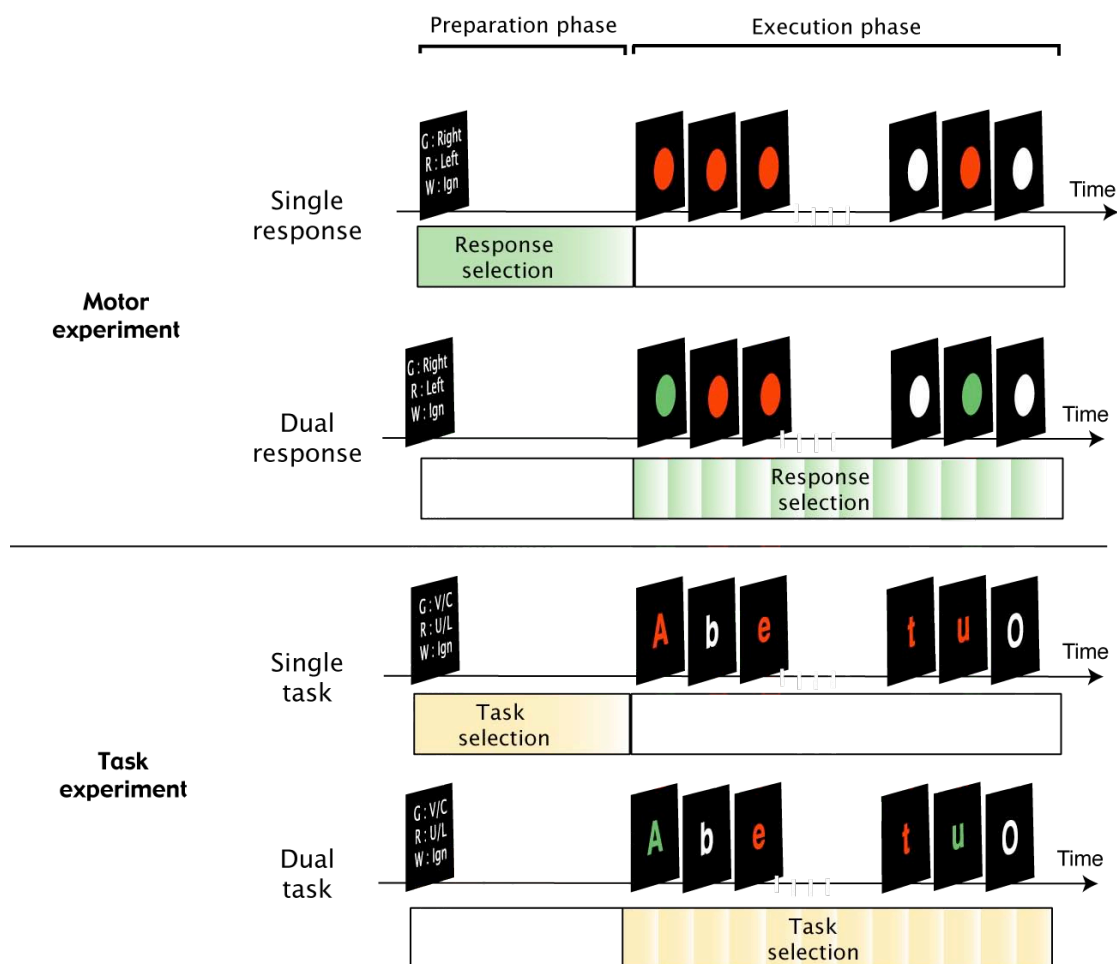 Preparation phase
Execution phase
G : Right
R : Left
W : Ign
Single
response
Time
Response
selection
Motor
experiment
G : Right
R : Left
W : Ign
Dual
response
Time
Response
selection
G : V/C
R : U/L
W : Ign
A b e t u O
Single
task
Time
Task
selection
Task
experiment
G : V/C
R : U/L
W : Ign
A b e t u O
Dual
task
Time
Task
selection